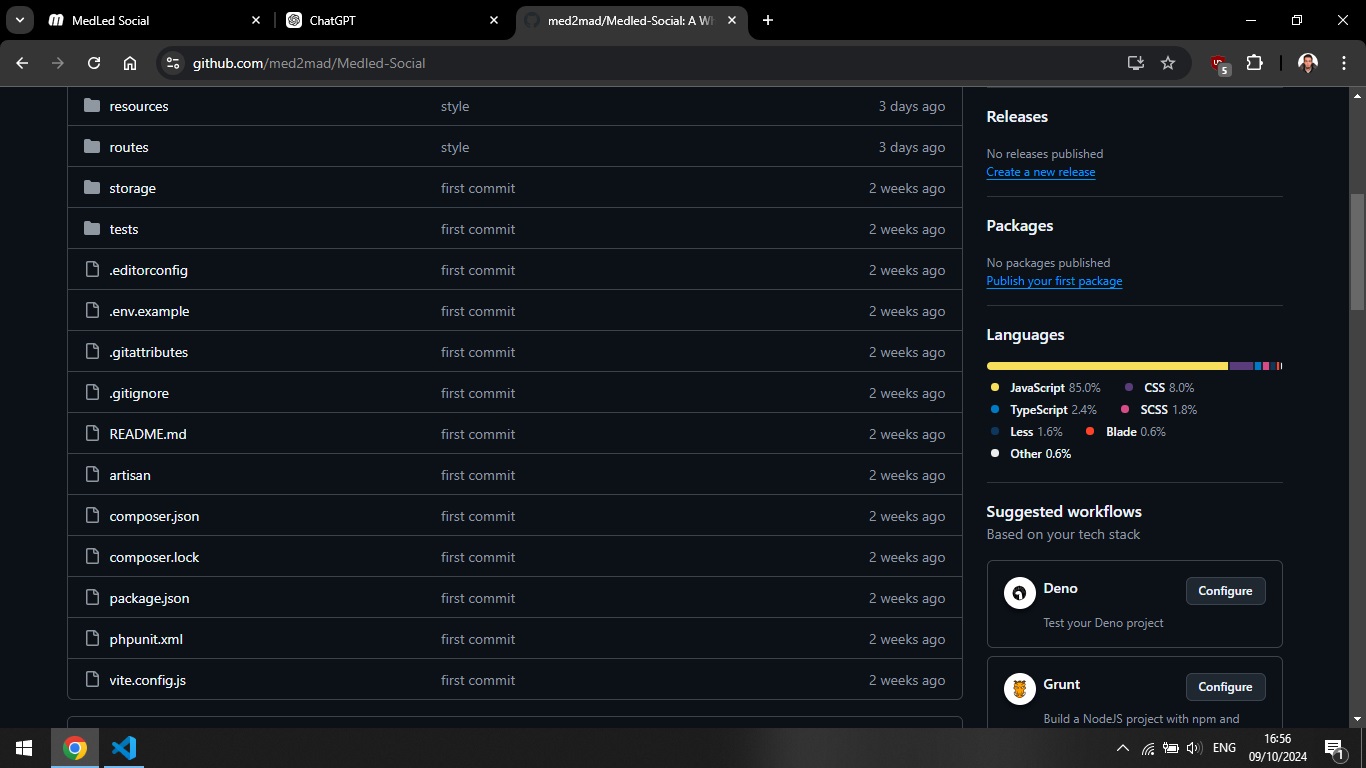 MedLed Social
ChatGPT
med2mad/Medled-Social: A Wh
github.com/med2mad/Medled-Social
5
resources style 3 days ago
routes style 3 days ago
storage first commit 2 weeks ago
tests first commit 2 weeks ago
.editorconfig first commit 2 weeks ago
.env.example first commit 2 weeks ago
.gitattributes first commit 2 weeks ago
.gitignore first commit 2 weeks ago
README.md first commit 2 weeks ago
artisan first commit 2 weeks ago
composer.json first commit 2 weeks ago
composer.lock first commit 2 weeks ago
package.json first commit 2 weeks ago
phpunit.xml first commit 2 weeks ago
vite.config.js first commit 2 weeks ago
Releases
No releases published
Create a new release
Packages
No packages published
Publish your first package
Languages
JavaScript 85.0% CSS 8.0%
TypeScript 2.4% SCSS 1.8%
Less 1.6% Blade 0.6%
Other 0.6%
Suggested workflows
Based on your tech stack
Deno
Configure
Test your Deno project
Grunt
Configure
Build a NodeJS project with npm and
ENG
16:56
09/10/2024
1